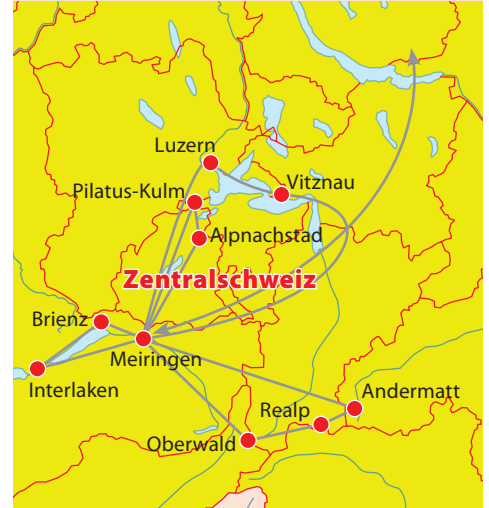 Luzern
Pilatus-Kulm
Vitznau
Alpnachstad
Zentralschweiz
Brienz
Meiringen
Interlaken
Andermatt
Realp
Oberwald